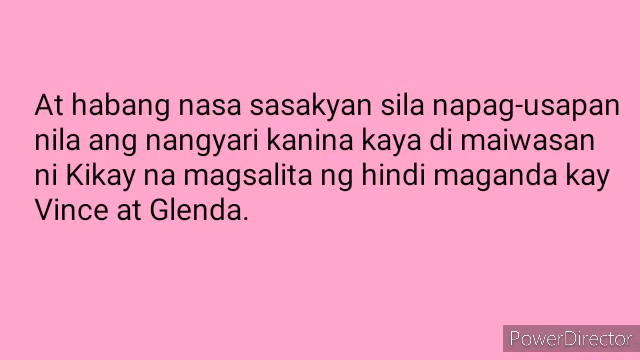 At habang nasa sasakyan sila napag-usapan
nila ang nangyari kanina kaya di maiwasan
ni Kikay na magsalita ng hindi maganda kay
Vince at Glenda.
PowerDirector